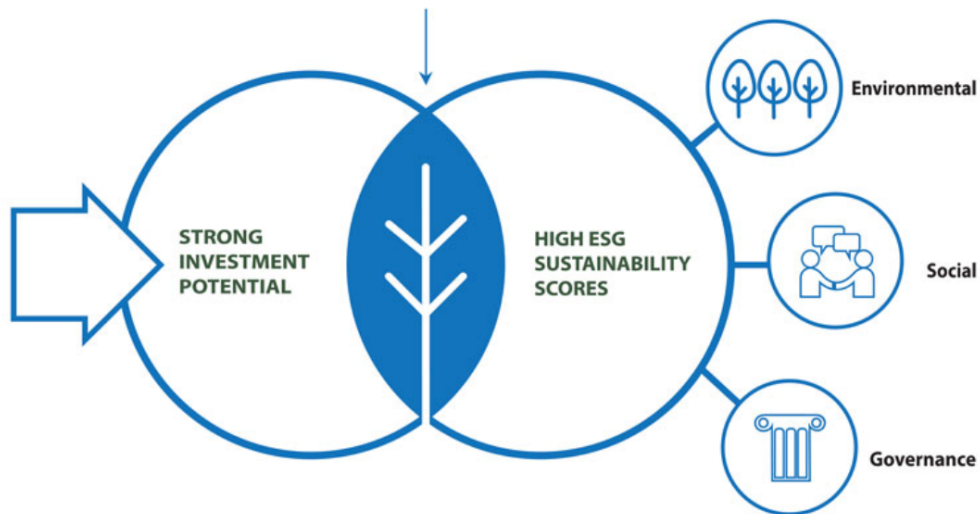 STRONG
INVESTMENT
POTENTIAL
HIGH ESG
SUSTAINABILITY
SCORES
Environmental
Social
Governance